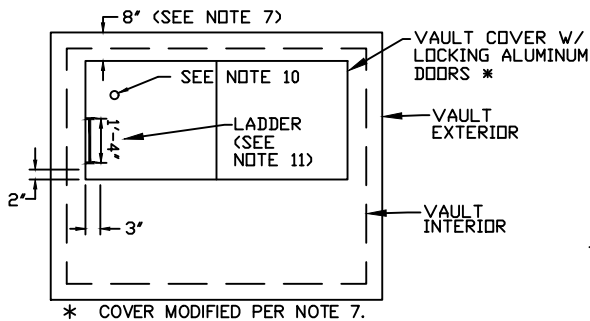 8" (SEE NOTE 7)
VAULT COVER W/
LOCKING ALUMINUM
DOORS *
SEE NOTE 10
1'-4"
LADDER
(SEE
NOTE 11)
VAULT
EXTERIOR
2"
3"
VAULT
INTERIOR
* COVER MODIFIED PER NOTE 7.